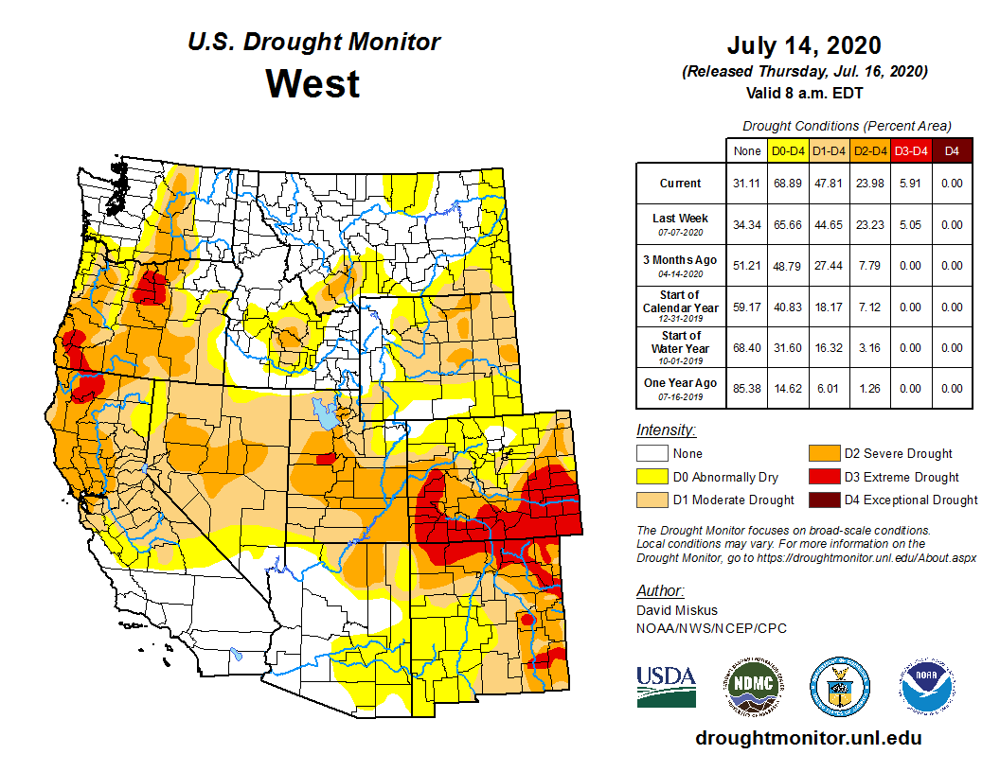 U.S. Drought Monitor
West
July 14, 2020
(Released Thursday, Jul. 16, 2020)
Valid 8 a.m. EDT
Drought Conditions (Percent Area)
None D0-D4 D1-D4 D2-D4 D3-D4 D4
Current 31.11 68.89 47.81 23.98 5.91 0.00
Last Week
07-07-2020
34.34 65.66 44.65 23.23 5.05 0.00
3 Months Ago
04-14-2020
51.21 48.79 27.44 7.79 0.00 0.00
Start of
Calendar Year
12-31-2019
59.17 40.83 18.17 7.12 0.00 0.00
Start of
Water Year
10-01-2019
68.40 31.60 16.32 3.16 0.00 0.00
One Year Ago
07-16-2019
85.38 14.62 6.01 1.26 0.00 0.00
Intensity:
None
D0 Abnormally Dry
D1 Moderate Drought
D2 Severe Drought
D3 Extreme Drought
D4 Exceptional Drought
The Drought Monitor focuses on broad-scale conditions.
Local conditions may vary. For more information on the
Drought Monitor, go to https://droughtmonitor.unl.edu/About.aspx
Author:
David Miskus
NOAA/NWS/NCEP/CPC
USDA
NDMC
NOAA
droughtmonitor.unl.edu